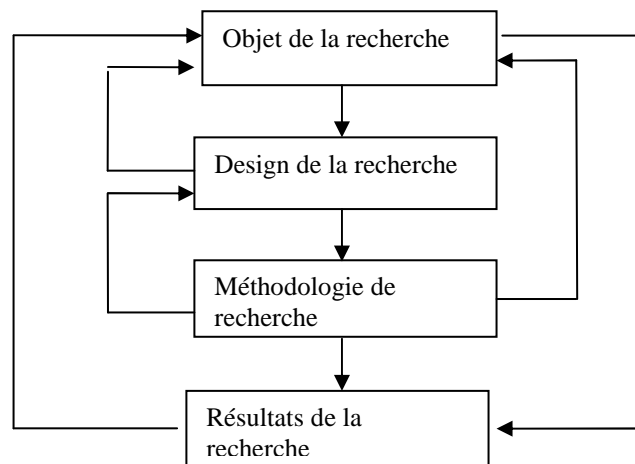 Objet de la recherche
Design de la recherche
Méthodologie de
recherche
Résultats de la
recherche